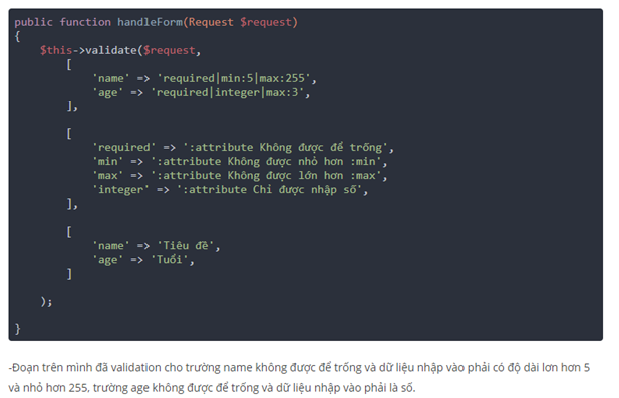 public function handleForm(Request $request)
{
$this->validate($request,
[
'name' => 'required|min:5|max:255',
'age' => 'required|integer|max:3',
],
[
'required' => ':attribute Không được để trống',
'min' => ':attribute Không được nhỏ hơn :min',
'max' => ':attribute Không được lớn hơn :max',
'integer' => ':attribute Chỉ được nhập số',
],
[
'name' => 'Tiêu đề',
'age' => 'Tuổi',
]
);
}
-Đoạn trên mình đã validation cho trường name không được để trống và dữ liệu nhập vào phải có độ dài lơn hơn 5
và nhỏ hơn 255, trường age không được để trống và dữ liệu nhập vào phải là số.